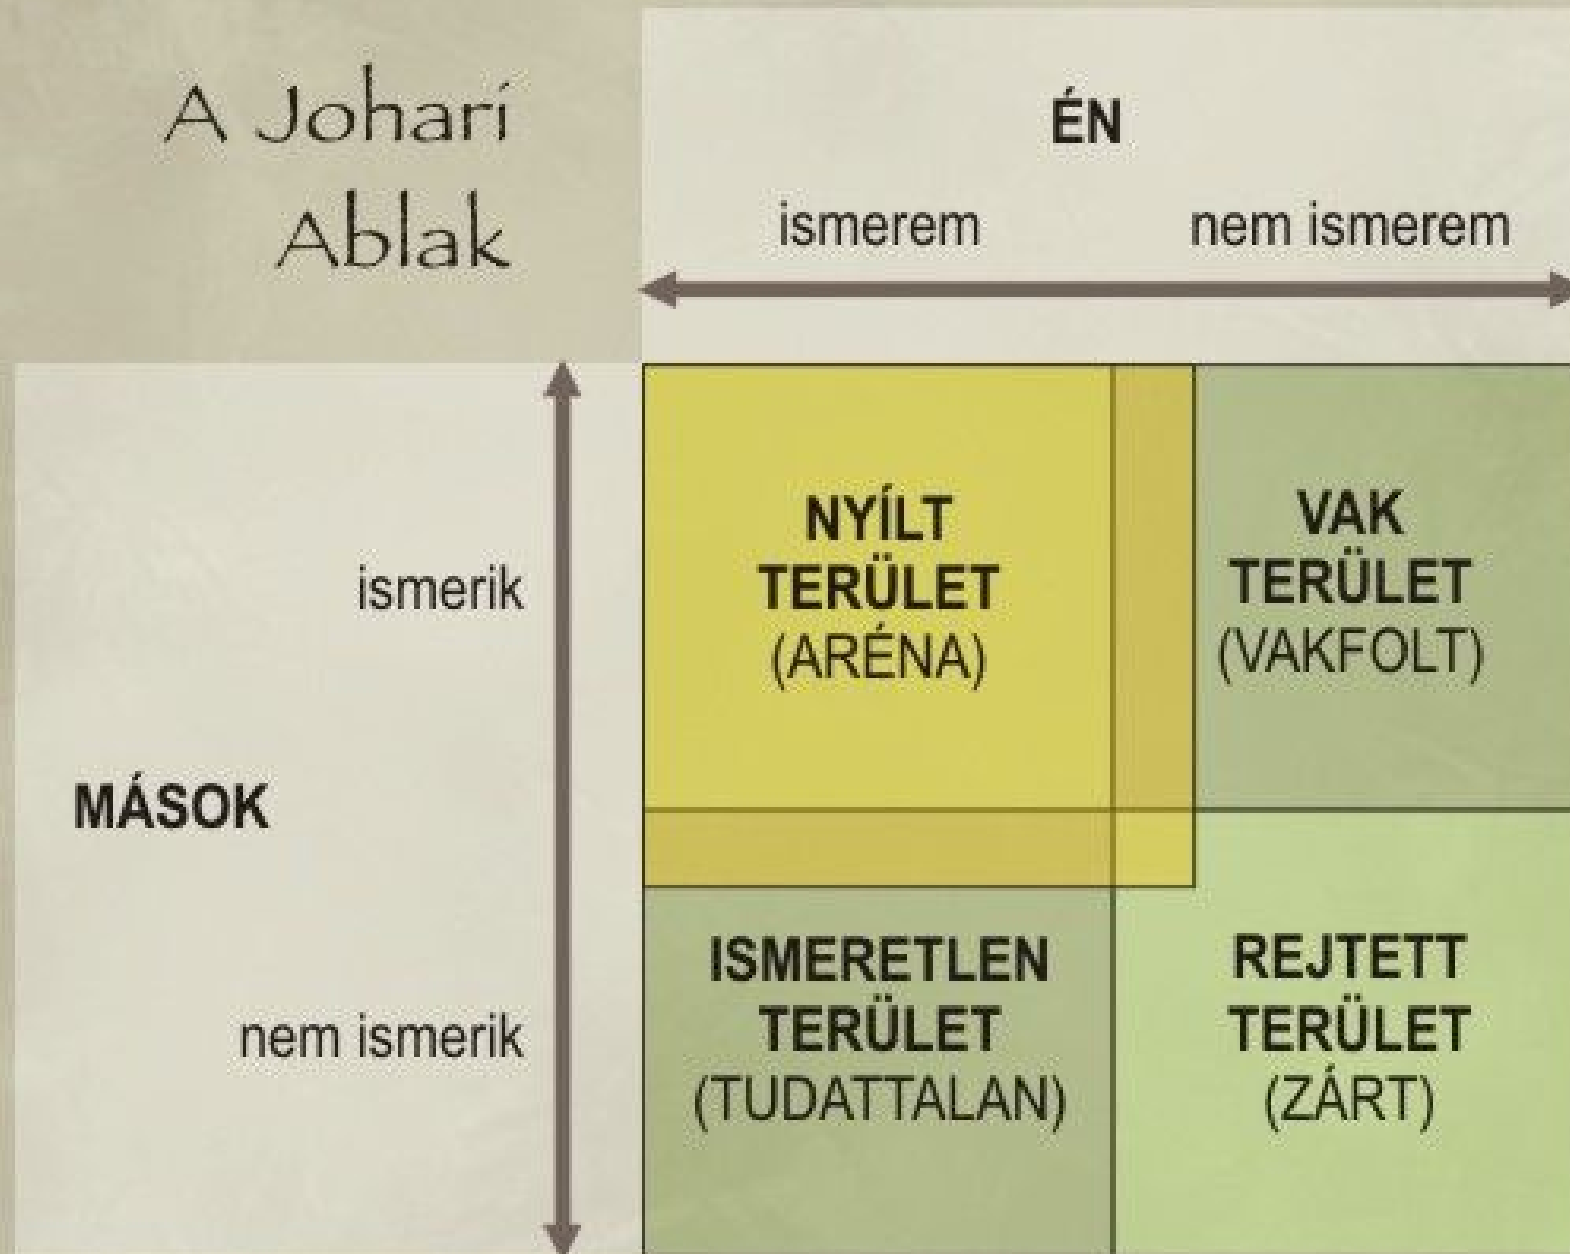 A Johari
Ablak
ÉN
ismerem
nem ismerem
MÁSOK
ismerik
nem ismerik
NYÍLT
TERÜLET
(ARÉNA)
VAK
TERÜLET
(VAKFOLT)
ISMERETLEN
TERÜLET
(TUDATTALAN)
REJTETT
TERÜLET
(ZÁRT)